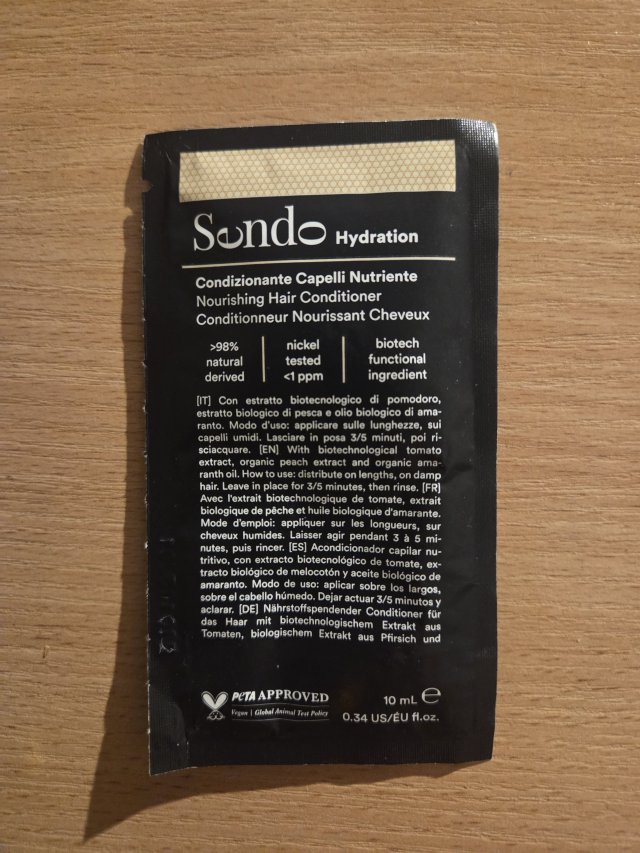 Sendo Hydration
Condizionante Capelli Nutriente
Nourishing Hair Conditioner
Conditionneur Nourissant Cheveux
>98% natural derived
nickel tested <1 ppm
biotech functional ingredient
[IT] Con estratto biotecnologico di pomodoro,
estratto biologico di pesca e olio biologico di ama-
ranto. Modo d'uso: applicare sulle lunghezze, sui
capelli umidi. Lasciare in posa 3/5 minuti, poi ri-
sciacquare. [EN] With biotechnological tomato
extract, organic peach extract and organic ama-
ranth oil. How to use: distribute on lengths, on damp
hair. Leave in place for 3/5 minutes, then rinse. [FR]
Avec l'extrait biotechnologique de tomate, extrait
biologique de pêche et huile biologique d'amarante.
Mode d'emploi: appliquer sur les longueurs, sur
cheveux humides. Laisser agir pendant 3 à 5 mi-
nutes, puis rincer. [ES] Acondicionador capilar nu-
tritivo, con extracto biotecnológico de tomate, ex-
tracto biológico de melocotón y aceite biológico de
amaranto. Modo de uso: aplicar sobre los largos,
sobre el cabello húmedo. Dejar actuar 3/5 minutos y
aclarar. [DE] Nährstoffspendender Conditioner für
das Haar mit biotechnologischem Extrakt aus
Tomaten, biologischem Extrakt aus Pfirsich und
PETA APPROVED
Vegan | Global Animal Test Policy
10 mL e
0.34 US/ÉU fl.oz.